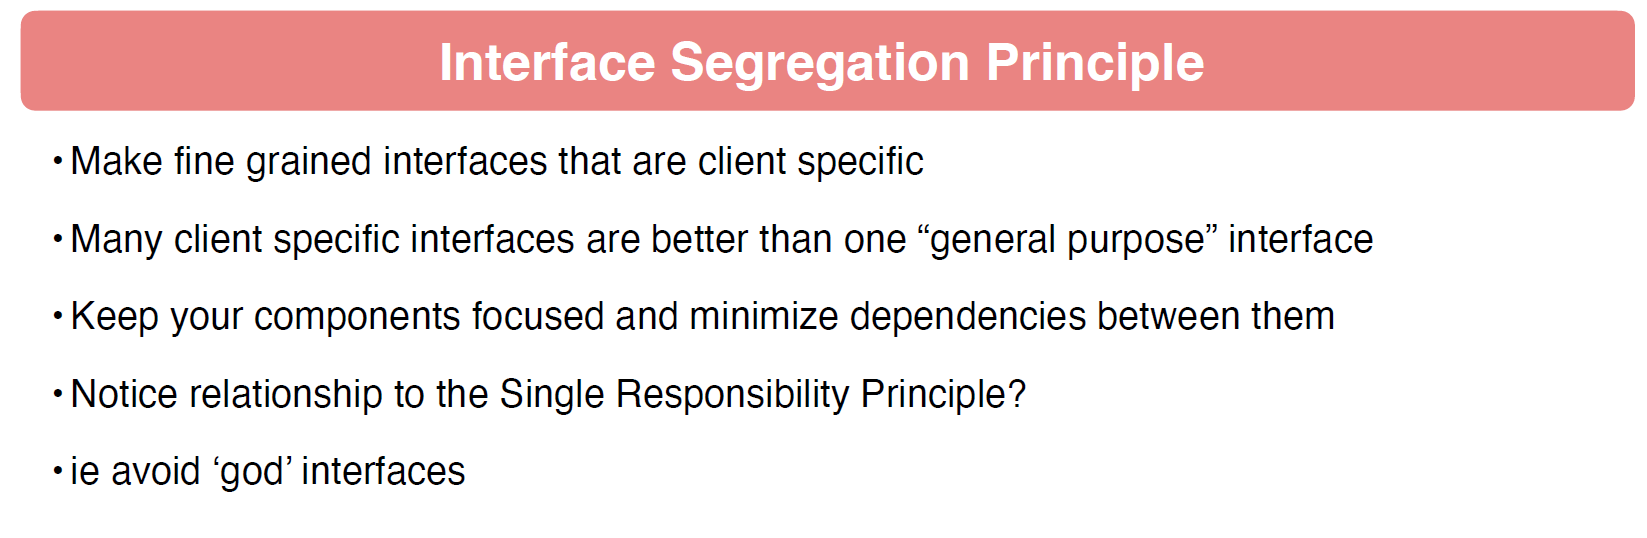 Interface Segregation Principle
• Make fine grained interfaces that are client specific
• Many client specific interfaces are better than one “general purpose” interface
• Keep your components focused and minimize dependencies between them
• Notice relationship to the Single Responsibility Principle?
• ie avoid ‘god’ interfaces